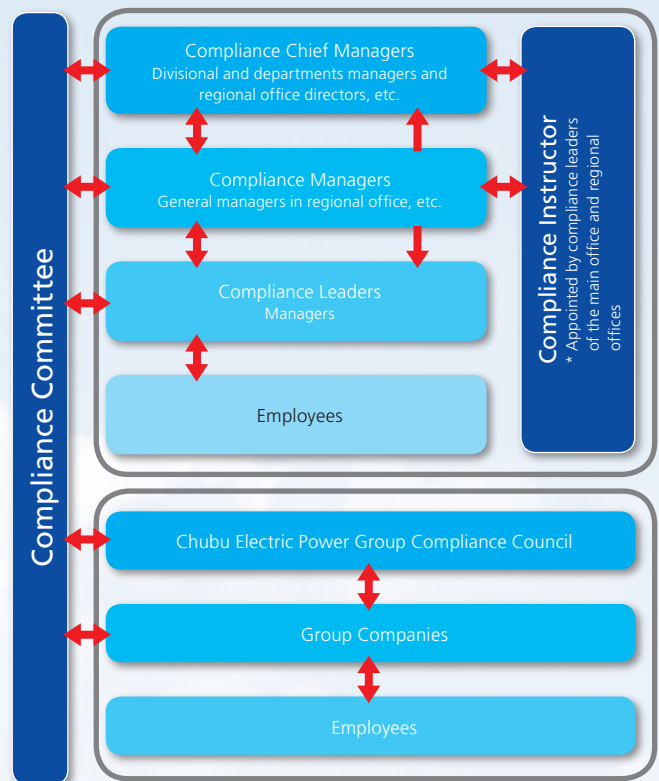 Compliance Committee
Compliance Chief Managers
Divisional and departments managers and
regional office directors, etc.
Compliance Managers
General managers in regional office, etc.
Compliance Leaders
Managers
Employees
Compliance Instructor
* Appointed by compliance leaders
of the main office and regional
offices
Chubu Electric Power Group Compliance Council
Group Companies
Employees